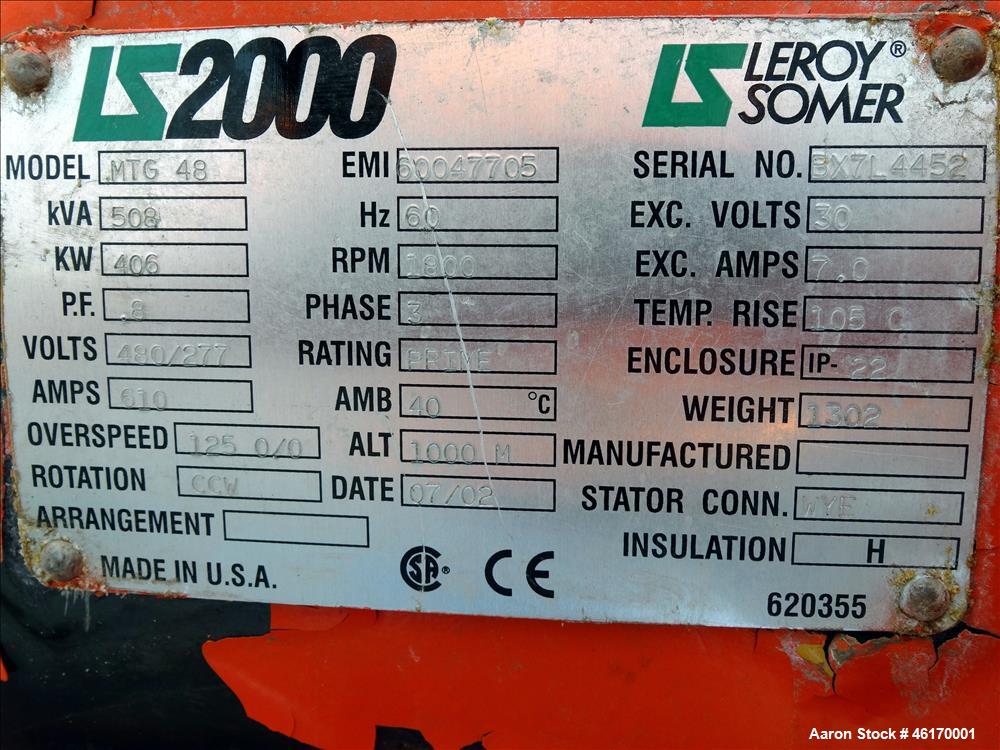 LS2000 LS LEROY® SOMER
MODEL MTG 48 EMI 60047705 SERIAL NO. BX7L4452
kVA 508 Hz 60 EXC. VOLTS 30
KW 406 RPM 1800 EXC. AMPS 7.0
P.F. .8 PHASE 3 TEMP. RISE 105 C
VOLTS 480/277 RATING PRIME ENCLOSURE IP- 22
AMPS 610 AMB 40 °C WEIGHT 1302
OVERSPEED 125 0/0 ALT 1000 M MANUFACTURED
ROTATION CCW DATE 07/02 STATOR CONN. WYE
ARRANGEMENT INSULATION H
MADE IN U.S.A. CSA® CE 620355
Aaron Stock # 46170001